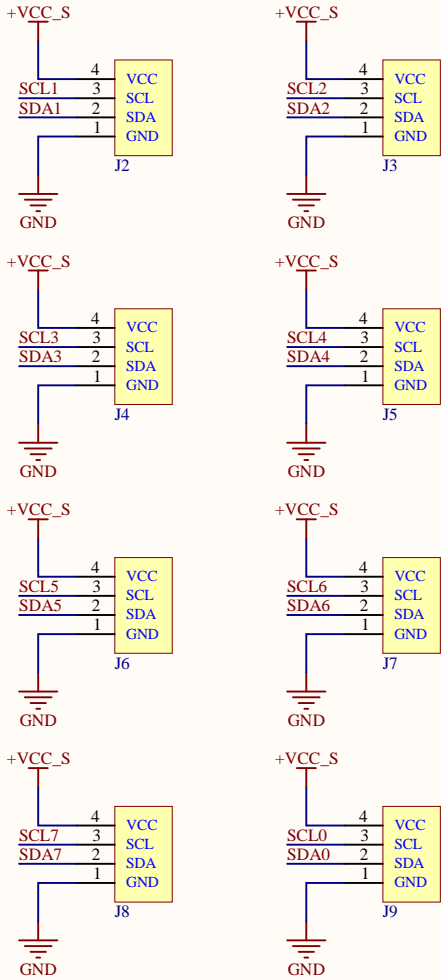 +VCC_S
4 VCC
SCL1 3 SCL
SDA1 2 SDA
1 GND
J2
GND
+VCC_S
4 VCC
SCL2 3 SCL
SDA2 2 SDA
1 GND
J3
GND
+VCC_S
4 VCC
SCL3 3 SCL
SDA3 2 SDA
1 GND
J4
GND
+VCC_S
4 VCC
SCL4 3 SCL
SDA4 2 SDA
1 GND
J5
GND
+VCC_S
4 VCC
SCL5 3 SCL
SDA5 2 SDA
1 GND
J6
GND
+VCC_S
4 VCC
SCL6 3 SCL
SDA6 2 SDA
1 GND
J7
GND
+VCC_S
4 VCC
SCL7 3 SCL
SDA7 2 SDA
1 GND
J8
GND
+VCC_S
4 VCC
SCL0 3 SCL
SDA0 2 SDA
1 GND
J9
GND